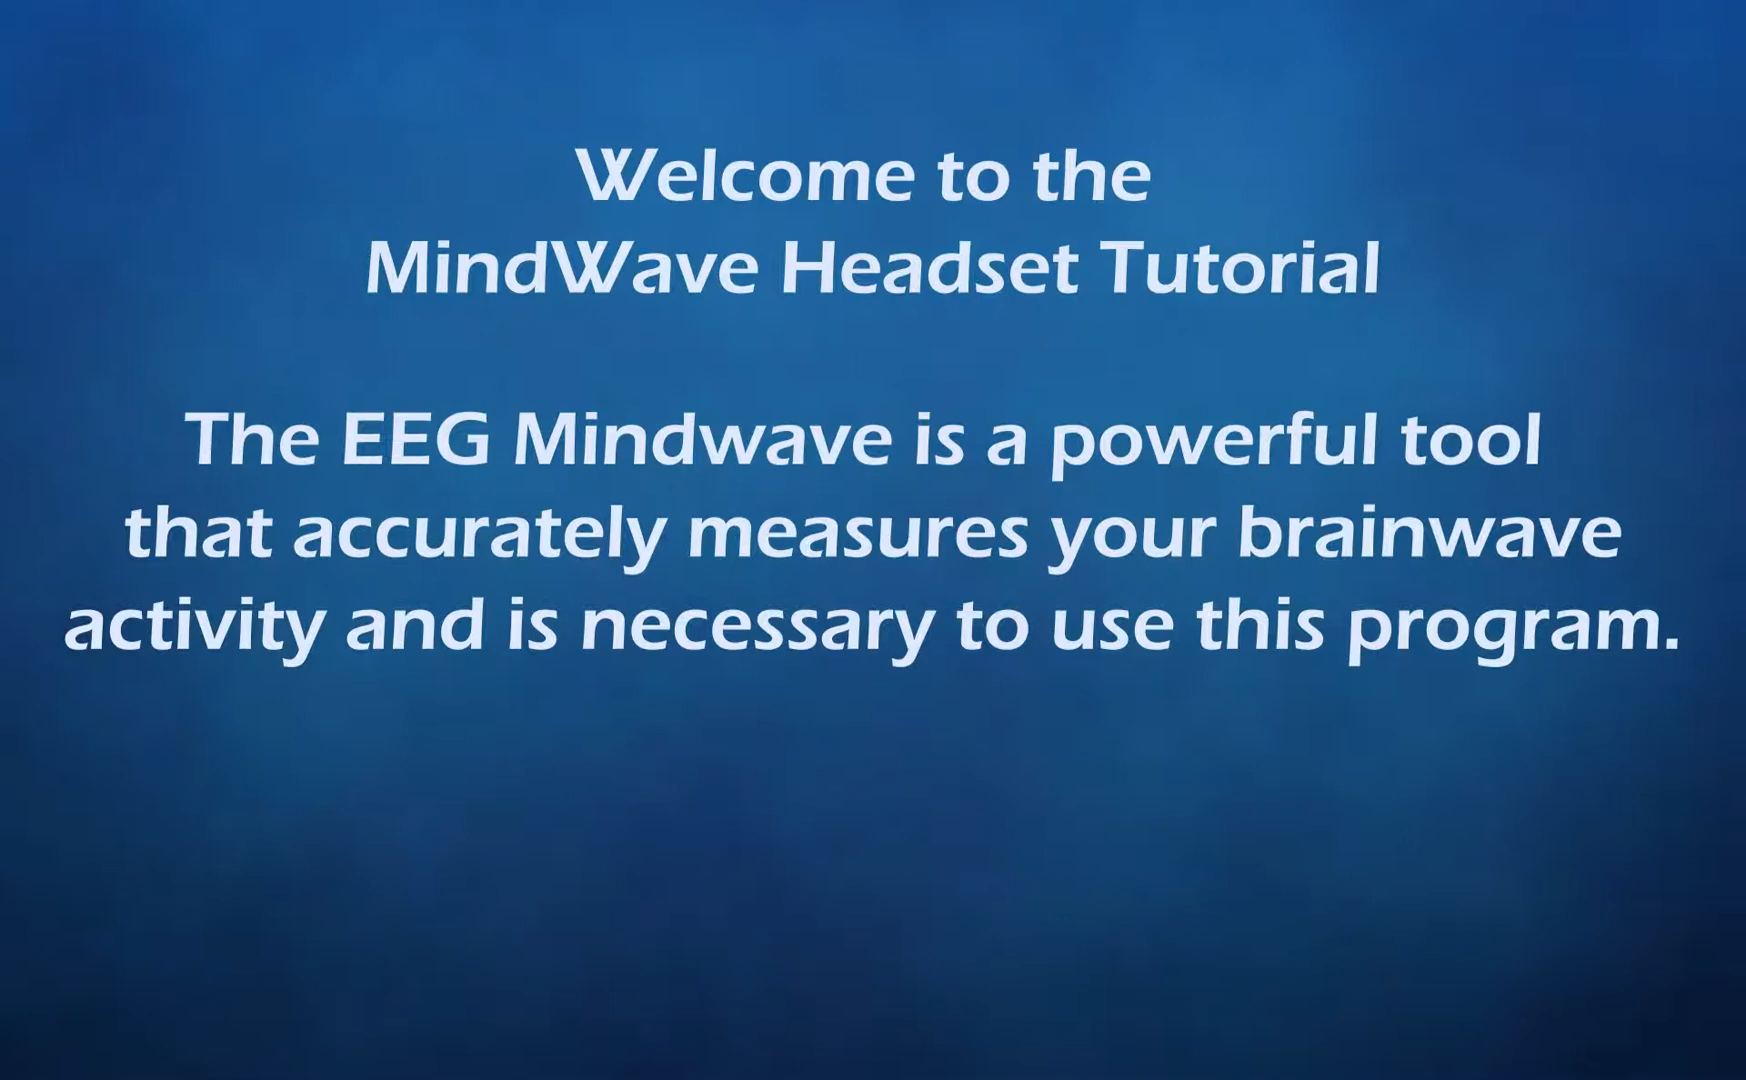 Welcome to the
MindWave Headset Tutorial
The EEG Mindwave is a powerful tool
that accurately measures your brainwave
activity and is necessary to use this program.